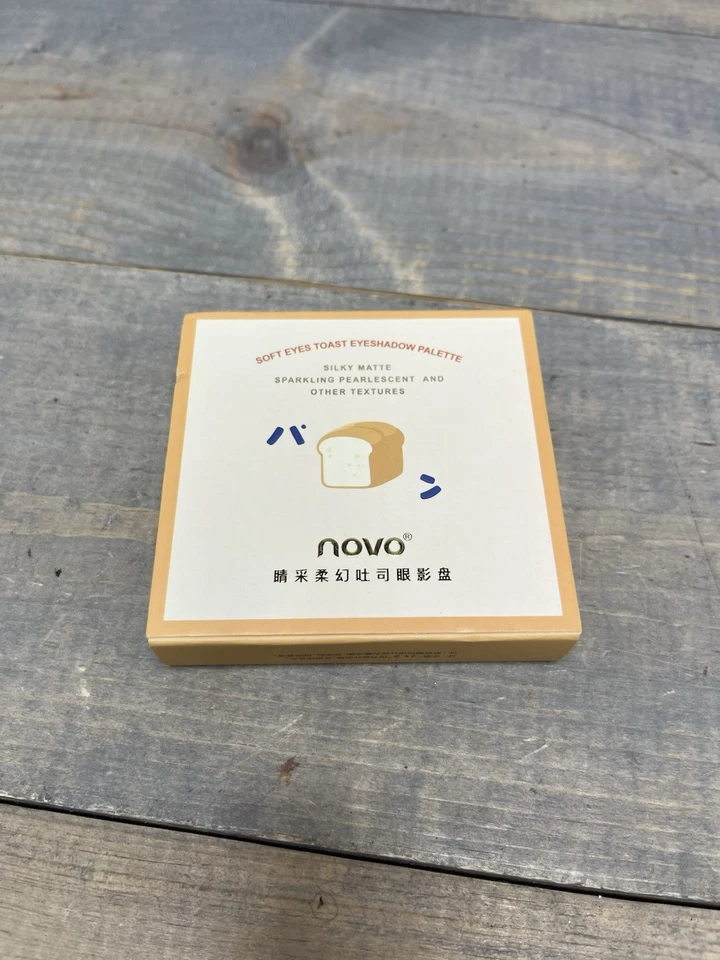 SOFT EYES TOAST EYESHADOW PALETTE
SILKY MATTE
SPARKLING PEARLESCENT AND
OTHER TEXTURES
パ
ン
novo®
睛采柔幻吐司眼影盘